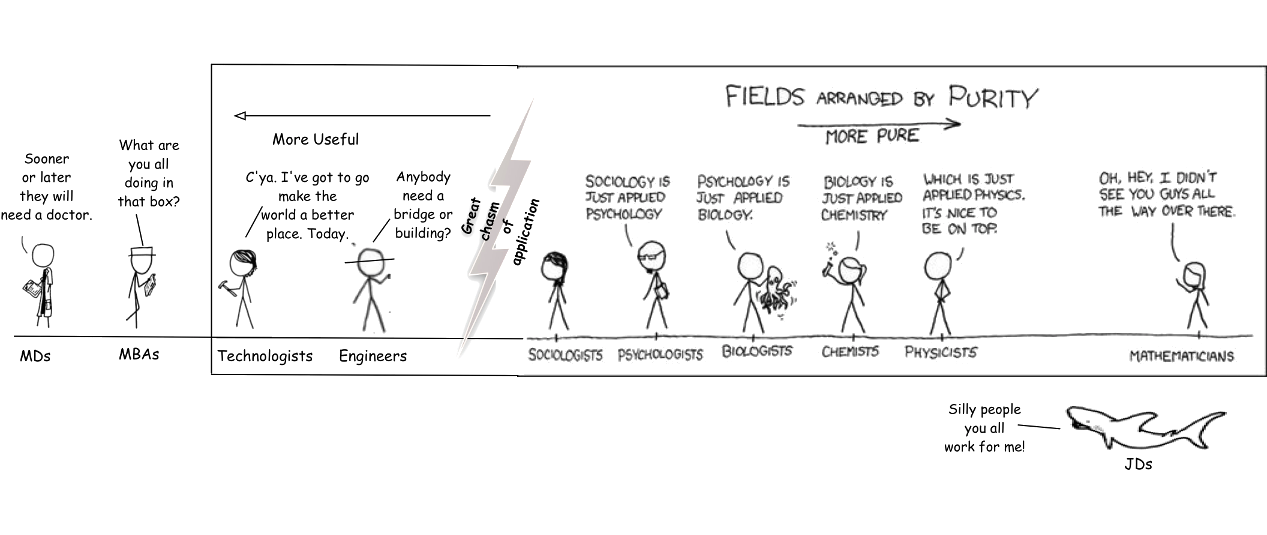 FIELDS ARRANGED BY PURITY
MORE PURE
More Useful
Sooner
or later
they will
need a doctor.
What are
you all
doing in
that box?
C'ya. I've got to go
make the
world a better
place. Today.
Anybody
need a
bridge or
building?
Great
chasm
of
application
SOCIOLOGY IS
JUST APPLIED
PSYCHOLOGY
PSYCHOLOGY IS
JUST APPLIED
BIOLOGY.
BIOLOGY IS
JUST APPLIED
CHEMISTRY
WHICH IS JUST
APPLIED PHYSICS.
IT'S NICE TO
BE ON TOP.
OH, HEY, I DIDN'T
SEE YOU GUYS ALL
THE WAY OVER THERE.
MDs
MBAs
Technologists
Engineers
SOCIOLOGISTS
PSYCHOLOGISTS
BIOLOGISTS
CHEMISTS
PHYSICISTS
MATHEMATICIANS
Silly people
you all
work for me!
JDs